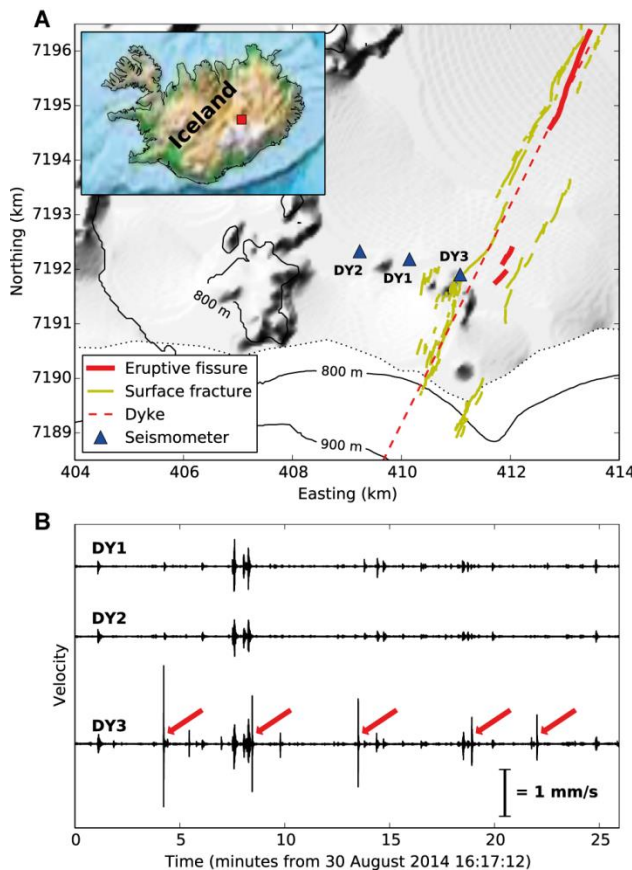 A
7196
7195
7194
7193
7192
7191
7190
7189
Northing (km)
Iceland
DY2
DY1
DY3
800 m
800 m
900 m
Eruptive fissure
Surface fracture
Dyke
Seismometer
404 406 408 410 412 414
Easting (km)
B
DY1
DY2
DY3
Velocity
= 1 mm/s
0 5 10 15 20 25
Time (minutes from 30 August 2014 16:17:12)